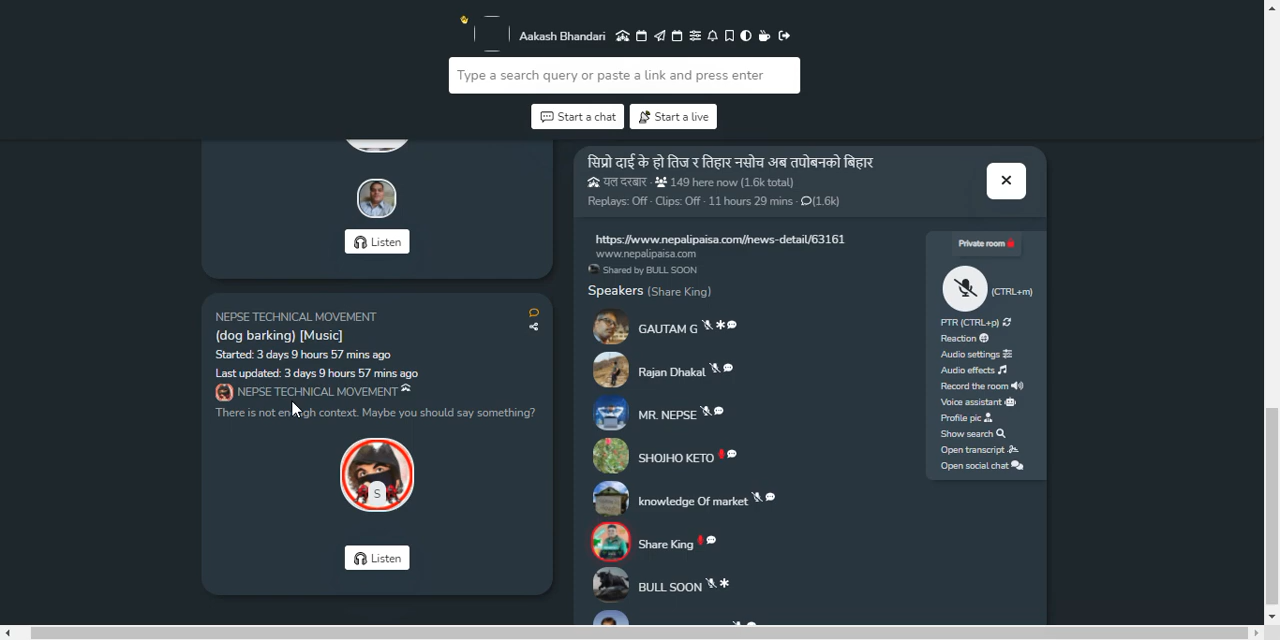 Aakash Bhandari
Type a search query or paste a link and press enter
Start a chat
Start a live
Listen
NEPSE TECHNICAL MOVEMENT
(dog barking) [Music]
Started: 3 days 9 hours 57 mins ago
Last updated: 3 days 9 hours 57 mins ago
NEPSE TECHNICAL MOVEMENT
There is not enough context. Maybe you should say something?
S
Listen
सिप्रो दाई के हो तिज र तिहार नसोच अब तपोबनको बिहार
यल दरबार · 149 here now (1.6k total)
Replays: Off · Clips: Off · 11 hours 29 mins · (1.6k)
https://www.nepalipaisa.com//news-detail/63161
www.nepalipaisa.com
Shared by BULL SOON
Speakers (Share King)
GAUTAM G
Rajan Dhakal
MR. NEPSE
SHOJHO KETO
knowledge Of market
Share King
BULL SOON
Private room
(CTRL+m)
PTR (CTRL+p)
Reaction
Audio settings
Audio effects
Record the room
Voice assistant
Profile pic
Show search
Open transcript
Open social chat